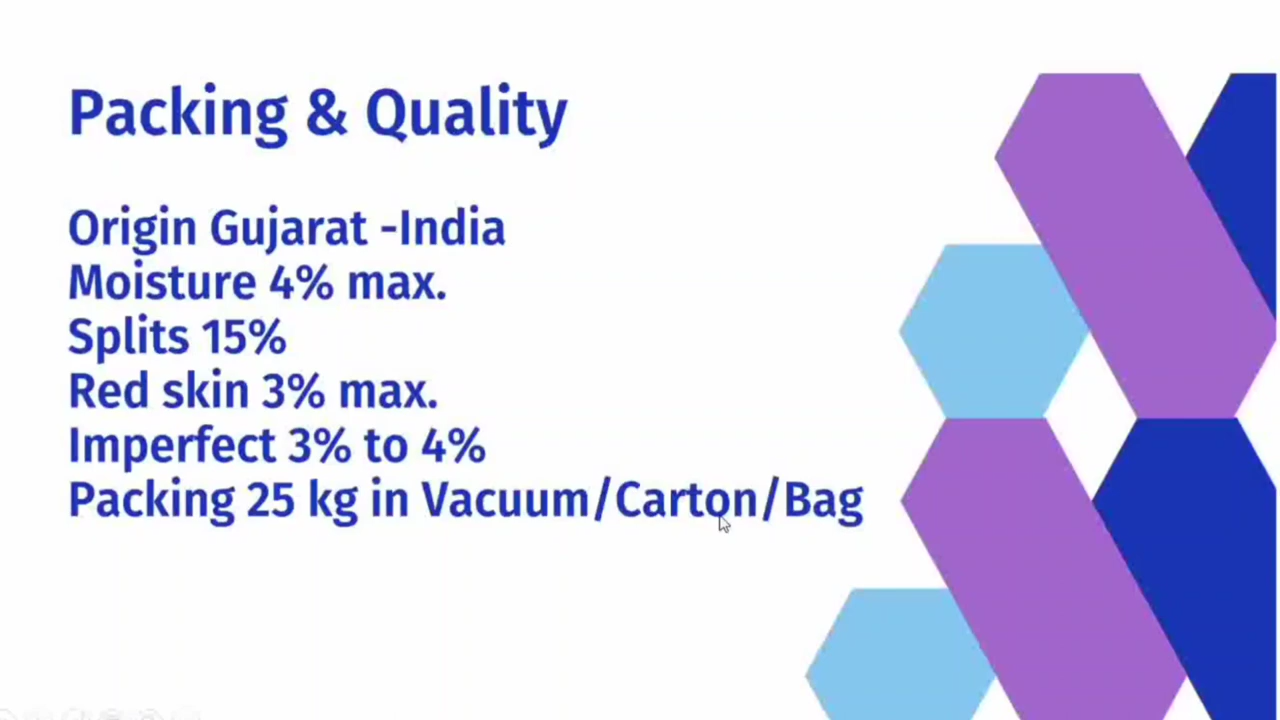 Packing & Quality
Origin Gujarat -India
Moisture 4% max.
Splits 15%
Red skin 3% max.
Imperfect 3% to 4%
Packing 25 kg in Vacuum/Carton/Bag